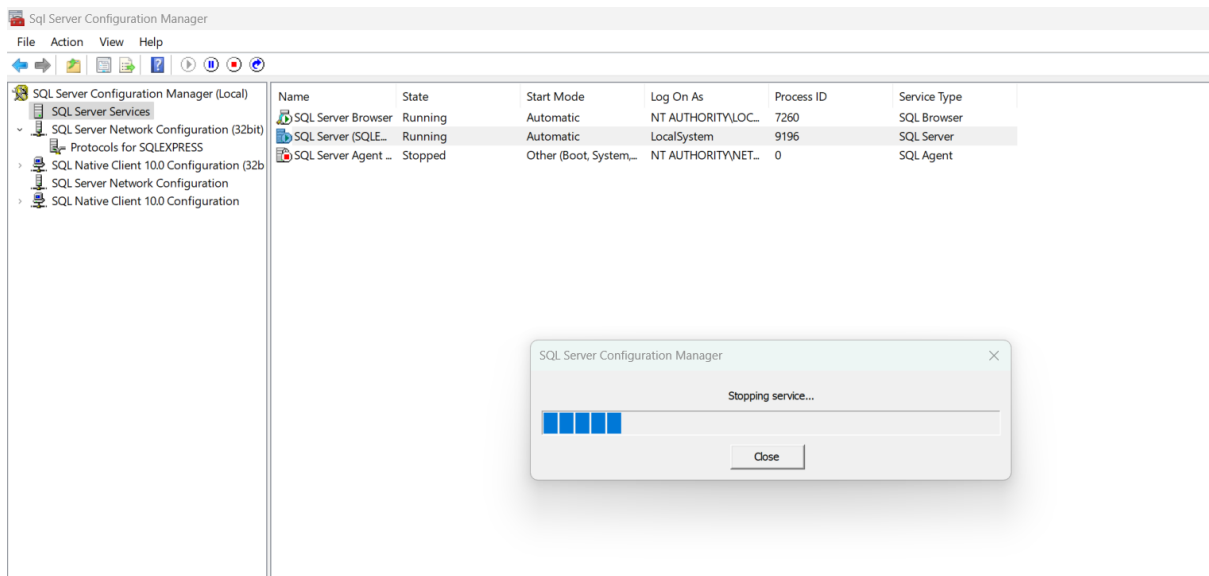 Sql Server Configuration Manager
File Action View Help
SQL Server Configuration Manager (Local)
SQL Server Services
SQL Server Network Configuration (32bit)
Protocols for SQLEXPRESS
SQL Native Client 10.0 Configuration (32b
SQL Server Network Configuration
SQL Native Client 10.0 Configuration
Name State Start Mode Log On As Process ID Service Type
SQL Server Browser Running Automatic NT AUTHORITY\LOC... 7260 SQL Browser
SQL Server (SQLE... Running Automatic LocalSystem 9196 SQL Server
SQL Server Agent ... Stopped Other (Boot, System,... NT AUTHORITY\NET... 0 SQL Agent
SQL Server Configuration Manager
Stopping service...
Close